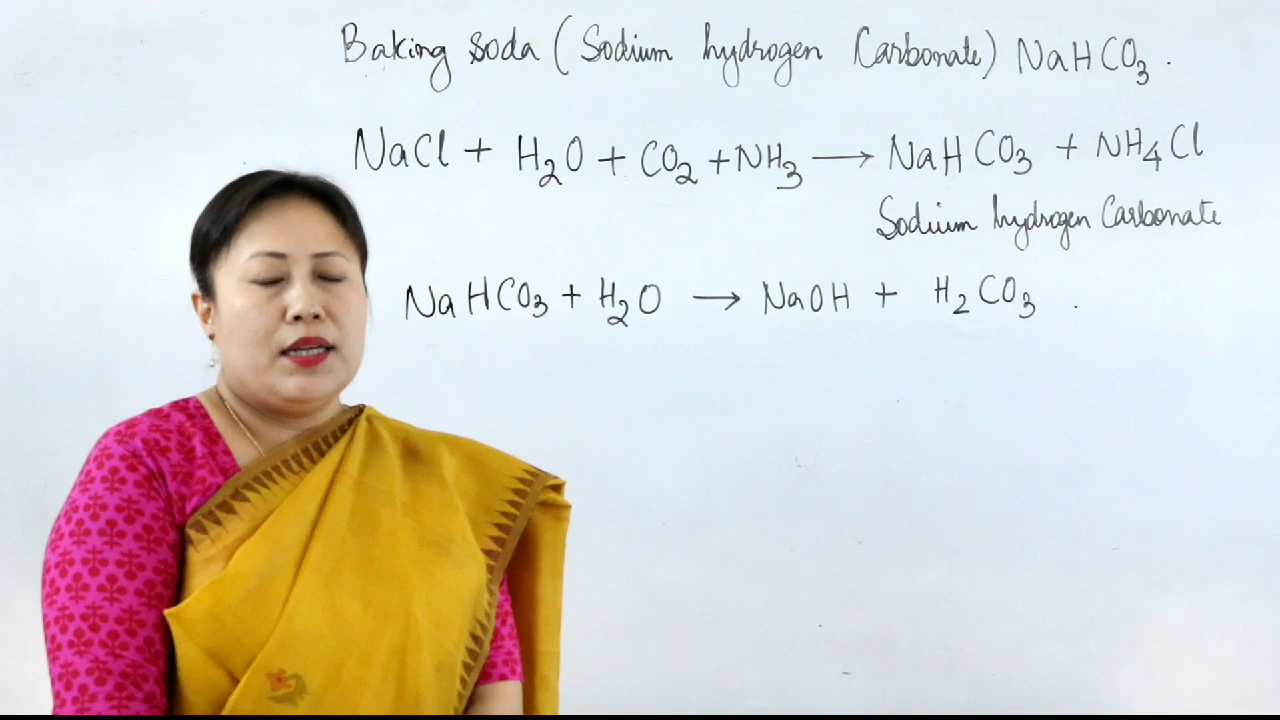 Baking soda (Sodium hydrogen Carbonate) NaHCO₃.
NaCl + H₂O + CO₂ + NH₃ → NaHCO₃ + NH₄Cl
Sodium hydrogen Carbonate
NaHCO₃ + H₂O → NaOH + H₂CO₃.